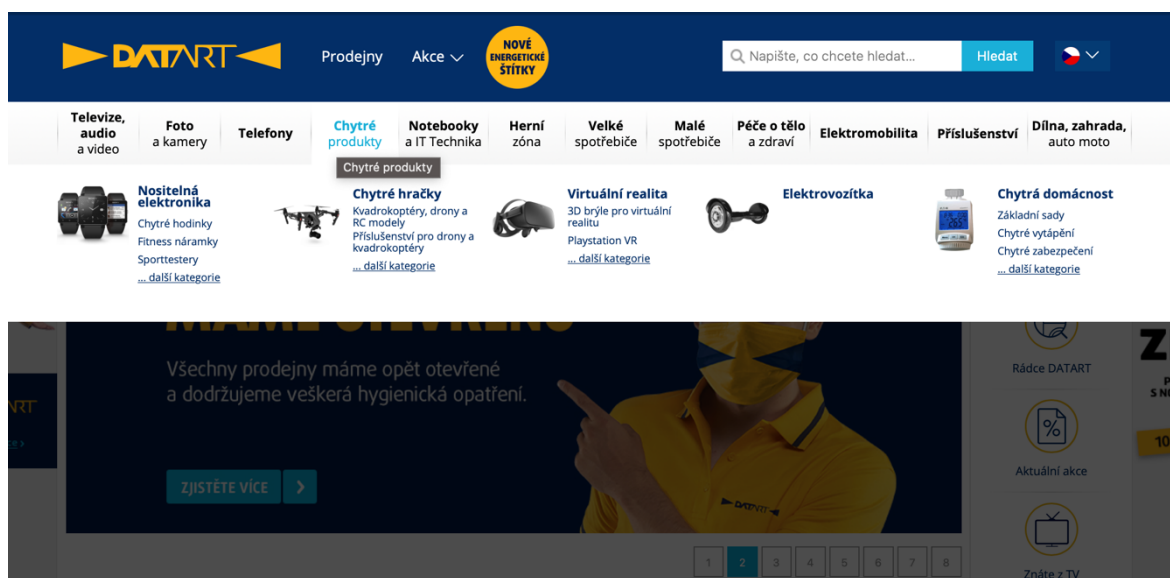 DATART
Prodejny
Akce
NOVÉ
ENERGETICKÉ
ŠTÍTKY
Napište, co chcete hledat...
Hledat
Televize,
audio
a video
Foto
a kamery
Telefony
Chytré
produkty
Notebooky
a IT Technika
Herní
zóna
Velké
spotřebiče
Malé
spotřebiče
Péče o tělo
a zdraví
Elektromobilita
Příslušenství
Dílna, zahrada,
auto moto
Chytré produkty
Nositelná
elektronika
Chytré hodinky
Fitness náramky
Sporttestery
... další kategorie
Chytré hračky
Kvadrokoptéry, drony a
RC modely
Příslušenství pro drony a
kvadrokoptéry
... další kategorie
Virtuální realita
3D brýle pro virtuální
realitu
Playstation VR
... další kategorie
Elektrovozítka
Chytrá domácnost
Základní sady
Chytré vytápění
Chytré zabezpečení
... další kategorie
Všechny prodejny máme opět otevřené
a dodržujeme veškerá hygienická opatření.
ZJISTĚTE VÍCE
DATART
1 2 3 4 5 6 7 8
Rádce DATART
Aktuální akce
Znáte z TV
10